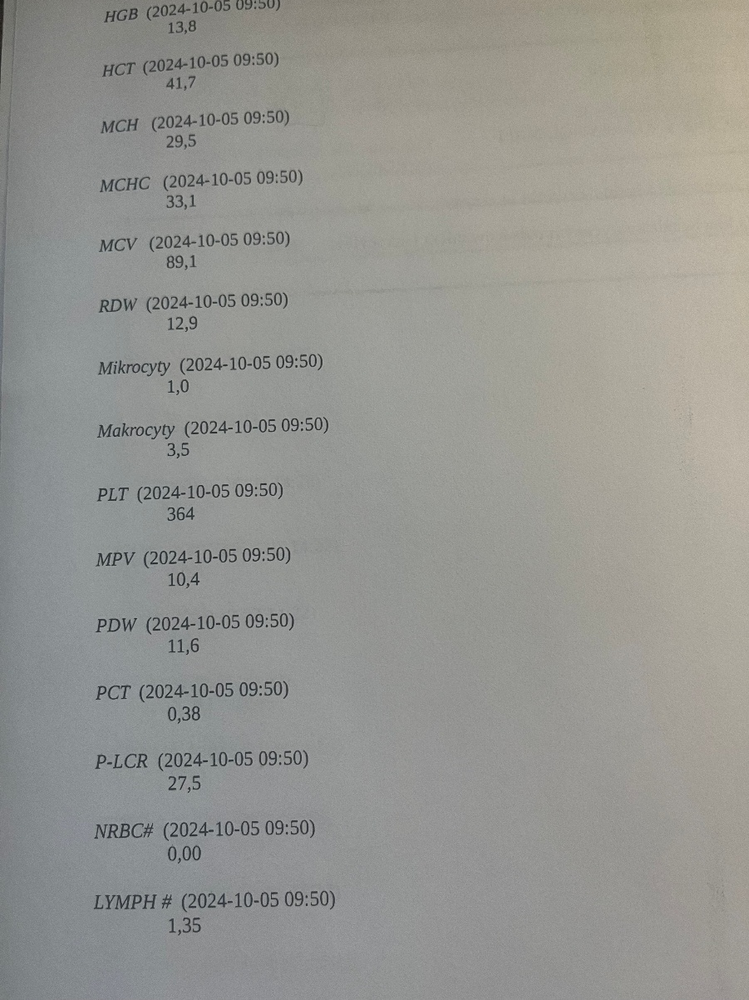 HGB (2024-10-05 09:50)
13,8
HCT (2024-10-05 09:50)
41,7
MCH (2024-10-05 09:50)
29,5
MCHC (2024-10-05 09:50)
33,1
MCV (2024-10-05 09:50)
89,1
RDW (2024-10-05 09:50)
12,9
Mikrocyty (2024-10-05 09:50)
1,0
Makrocyty (2024-10-05 09:50)
3,5
PLT (2024-10-05 09:50)
364
MPV (2024-10-05 09:50)
10,4
PDW (2024-10-05 09:50)
11,6
PCT (2024-10-05 09:50)
0,38
P-LCR (2024-10-05 09:50)
27,5
NRBC# (2024-10-05 09:50)
0,00
LYMPH # (2024-10-05 09:50)
1,35